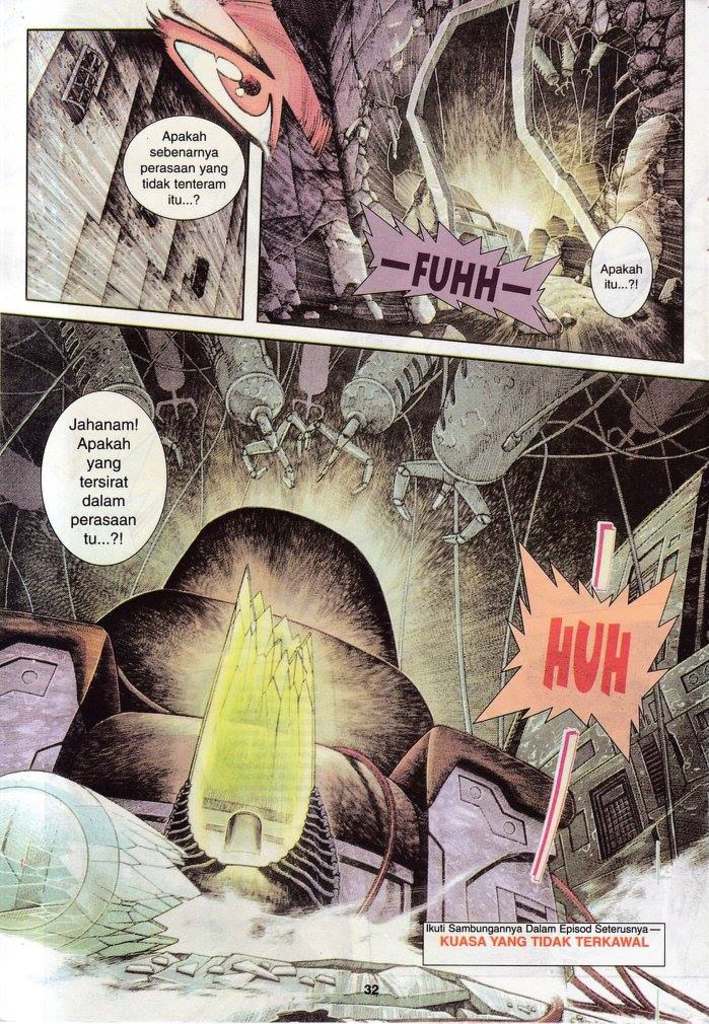 Apakah
sebenarnya
perasaan yang
tidak tenteram
itu...?
—FUHH—
Apakah
itu...?!
Jahanam!
Apakah
yang
tersirat
dalam
perasaan
tu...?!
HUH
Ikuti Sambungannya Dalam Episod Seterusnya—
KUASA YANG TIDAK TERKAWAL
32